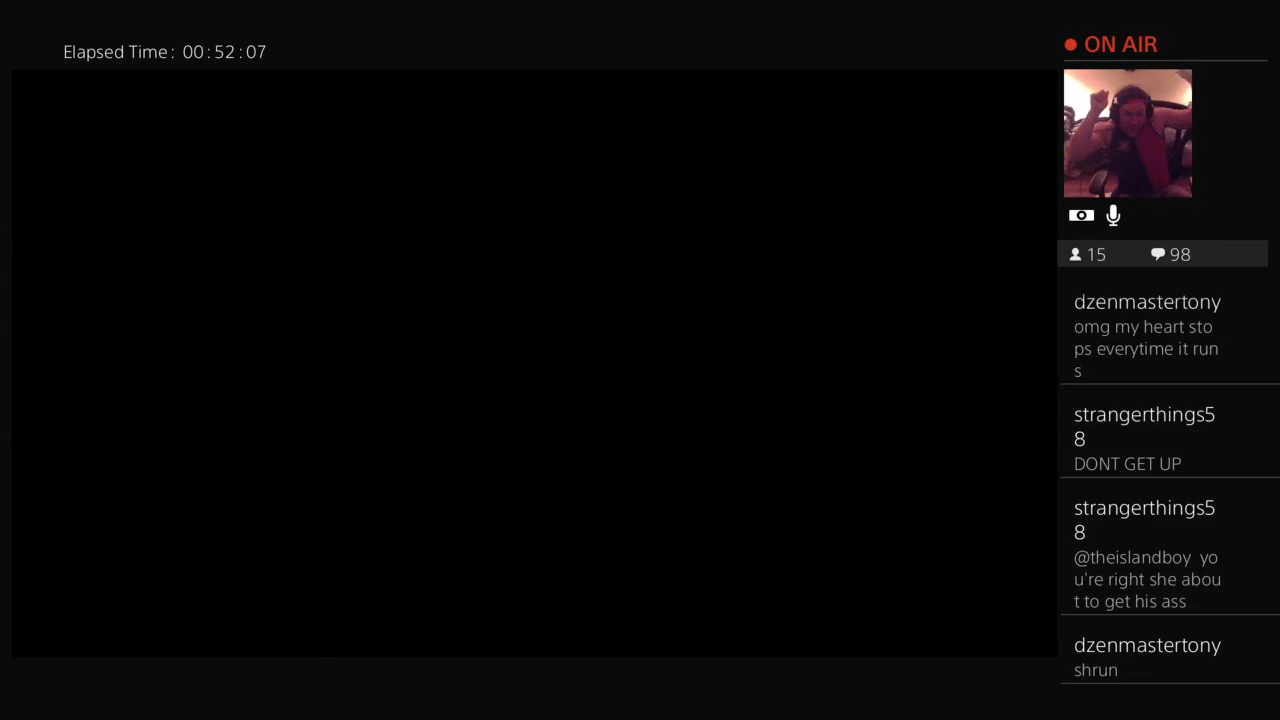 Elapsed Time: 00:52:07
ON AIR
15 98
dzenmastertony
omg my heart sto
ps everytime it run
s
strangerthings5
8
DONT GET UP
strangerthings5
8
@theislandboy yo
u're right she abou
t to get his ass
dzenmastertony
shrun